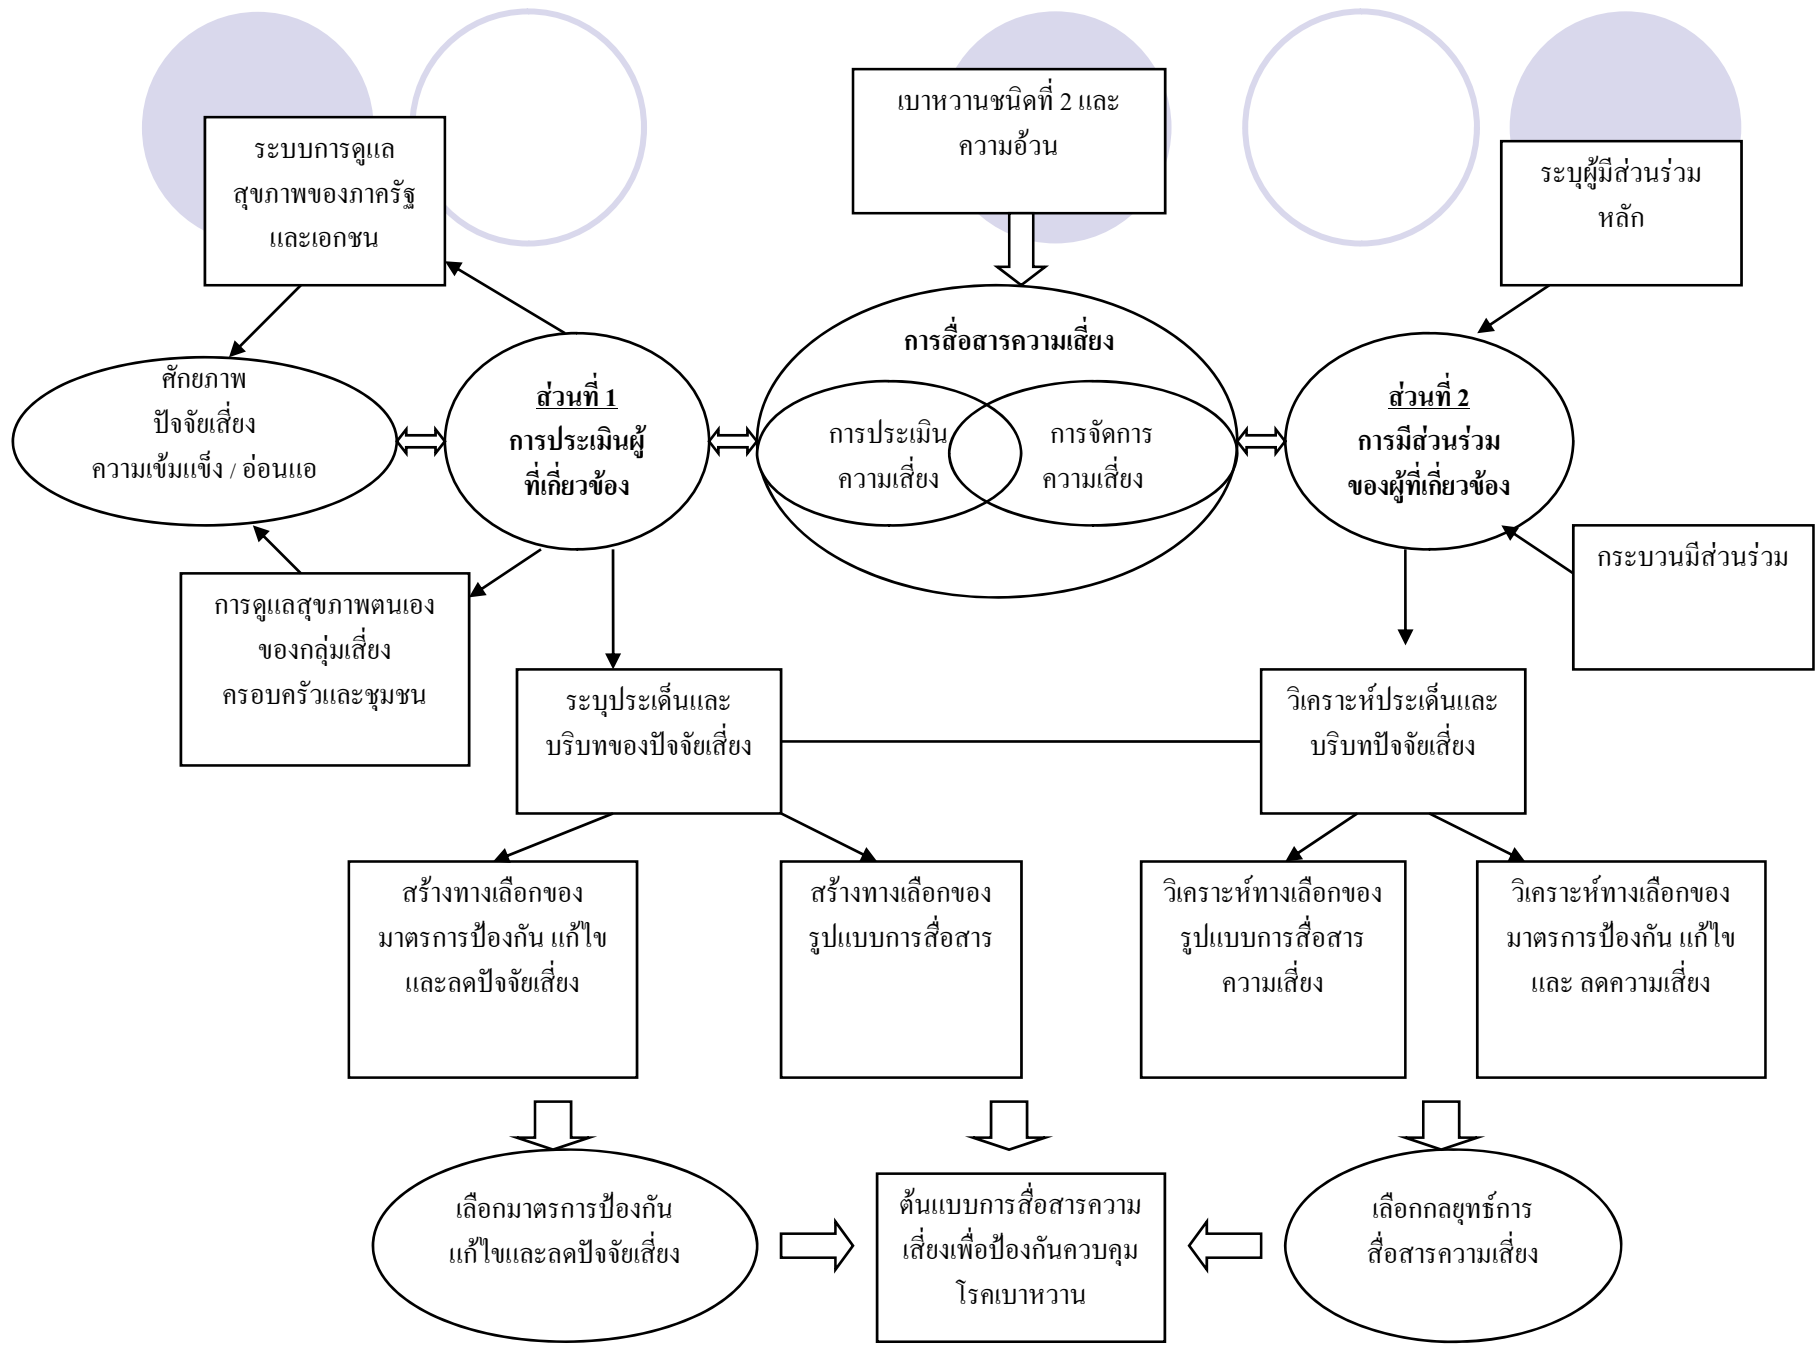 เบาหวานชนิดที่ 2 และ
ความอ้วน
ระบบการดูแล
สุขภาพของภาครัฐ
และเอกชน
ระบุผู้มีส่วนร่วม
หลัก
การสื่อสารความเสี่ยง
ศักยภาพ
ปัจจัยเสี่ยง
ความเข้มแข็ง / อ่อนแอ
ส่วนที่ 1
การประเมินผู้
ที่เกี่ยวข้อง
การประเมิน
ความเสี่ยง
การจัดการ
ความเสี่ยง
ส่วนที่ 2
การมีส่วนร่วม
ของผู้ที่เกี่ยวข้อง
กระบวนมีส่วนร่วม
การดูแลสุขภาพตนเอง
ของกลุ่มเสี่ยง
ครอบครัวและชุมชน
ระบุประเด็นและ
บริบทของปัจจัยเสี่ยง
วิเคราะห์ประเด็นและ
บริบทปัจจัยเสี่ยง
สร้างทางเลือกของ
มาตรการป้องกัน แก้ไข
และลดปัจจัยเสี่ยง
สร้างทางเลือกของ
รูปแบบการสื่อสาร
วิเคราะห์ทางเลือกของ
รูปแบบการสื่อสาร
ความเสี่ยง
วิเคราะห์ทางเลือกของ
มาตรการป้องกัน แก้ไข
และ ลดความเสี่ยง
เลือกมาตรการป้องกัน
แก้ไขและลดปัจจัยเสี่ยง
ต้นแบบการสื่อสารความ
เสี่ยงเพื่อป้องกันควบคุม
โรคเบาหวาน
เลือกกลยุทธ์การ
สื่อสารความเสี่ยง